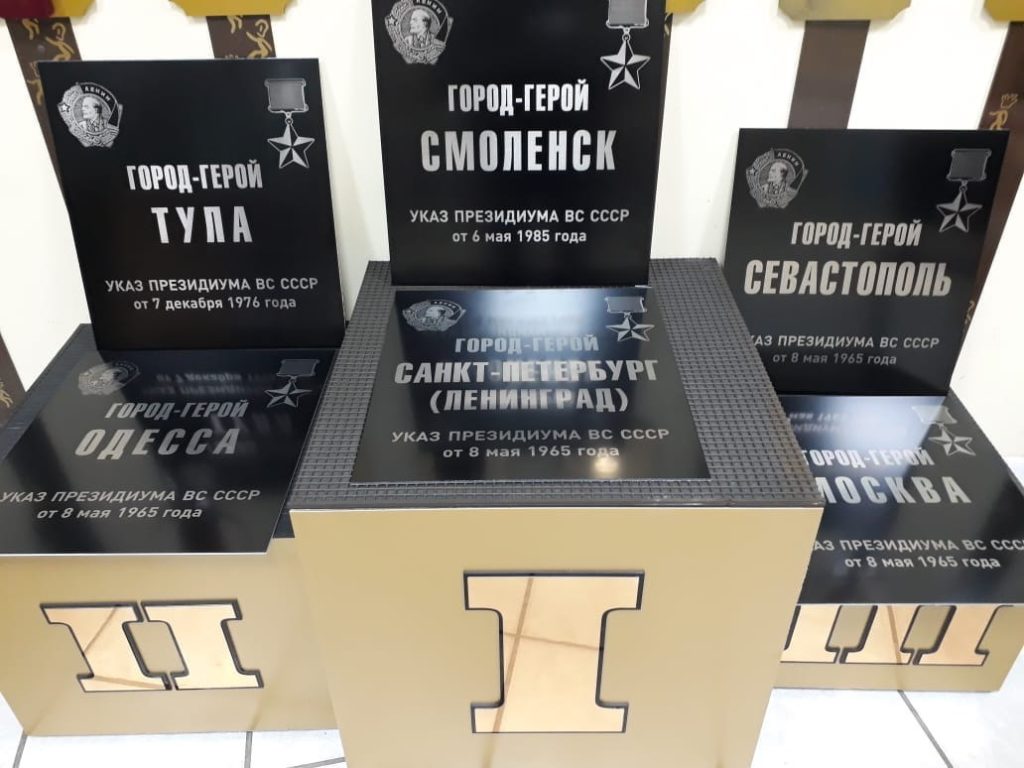 ГОРОД-ГЕРОЙ
ТУЛА
УКАЗ ПРЕЗИДИУМА ВС СССР
от 7 декабря 1976 года
ГОРОД-ГЕРОЙ
СМОЛЕНСК
УКАЗ ПРЕЗИДИУМА ВС СССР
от 6 мая 1985 года
ЛЕНИН
ГОРОД-ГЕРОЙ
СЕВАСТОПОЛЬ
УКАЗ ПРЕЗИДИУМА ВС СССР
от 8 мая 1965 года
ГОРОД-ГЕРОЙ
ОДЕССА
УКАЗ ПРЕЗИДИУМА ВС СССР
от 8 мая 1965 года
ГОРОД-ГЕРОЙ
САНКТ-ПЕТЕРБУРГ
(ЛЕНИНГРАД)
УКАЗ ПРЕЗИДИУМА ВС СССР
от 8 мая 1965 года
ГОРОД-ГЕРОЙ
МОСКВА
УКАЗ ПРЕЗИДИУМА ВС СССР
от 8 мая 1965 года
II
I
III